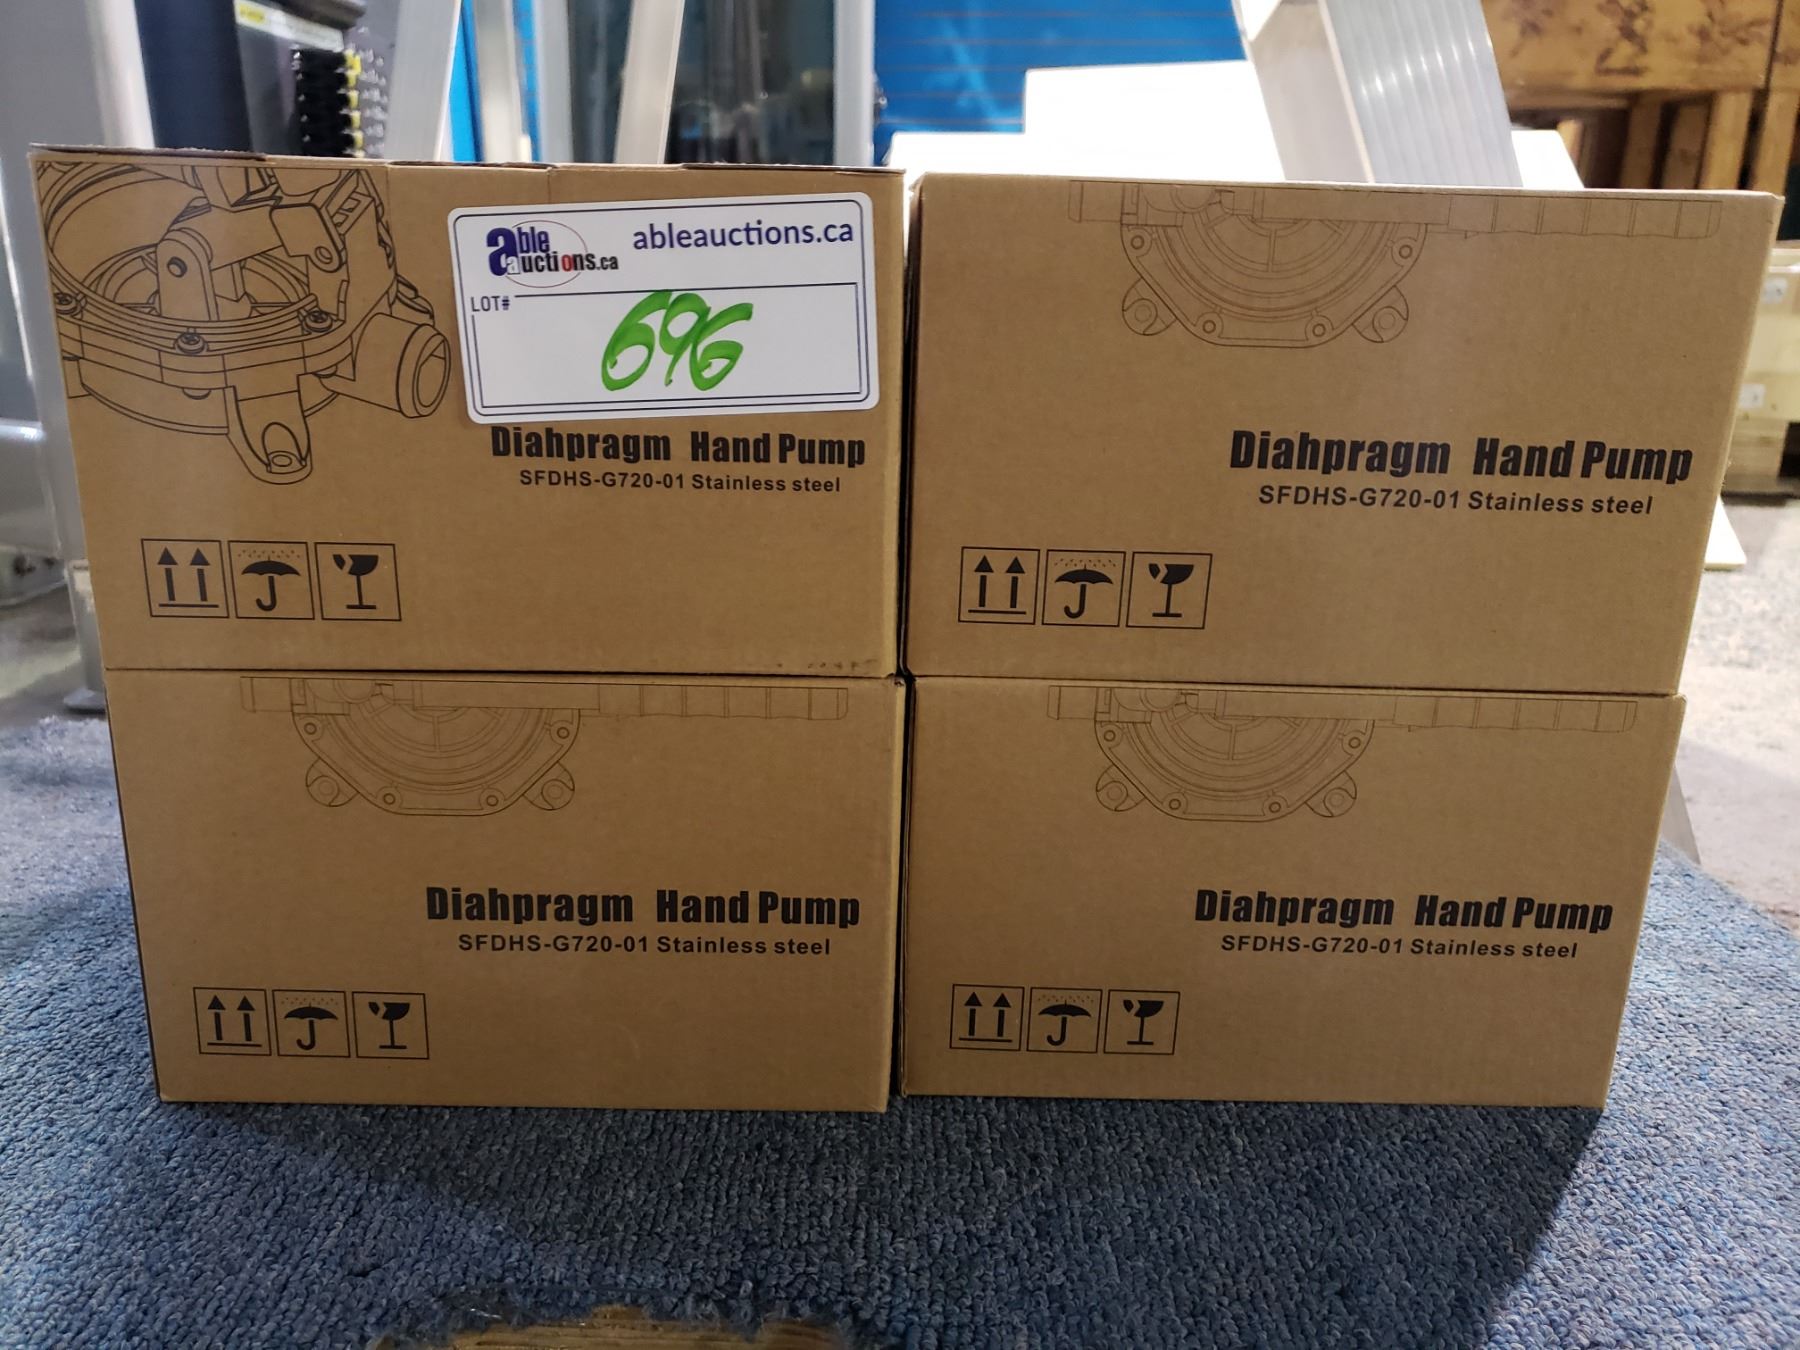 able
auctions.ca
ableauctions.ca
LOT#
696
Diahpragm Hand Pump
SFDHS-G720-01 Stainless steel
Diahpragm Hand Pump
SFDHS-G720-01 Stainless steel
Diahpragm Hand Pump
SFDHS-G720-01 Stainless steel
Diahpragm Hand Pump
SFDHS-G720-01 Stainless steel